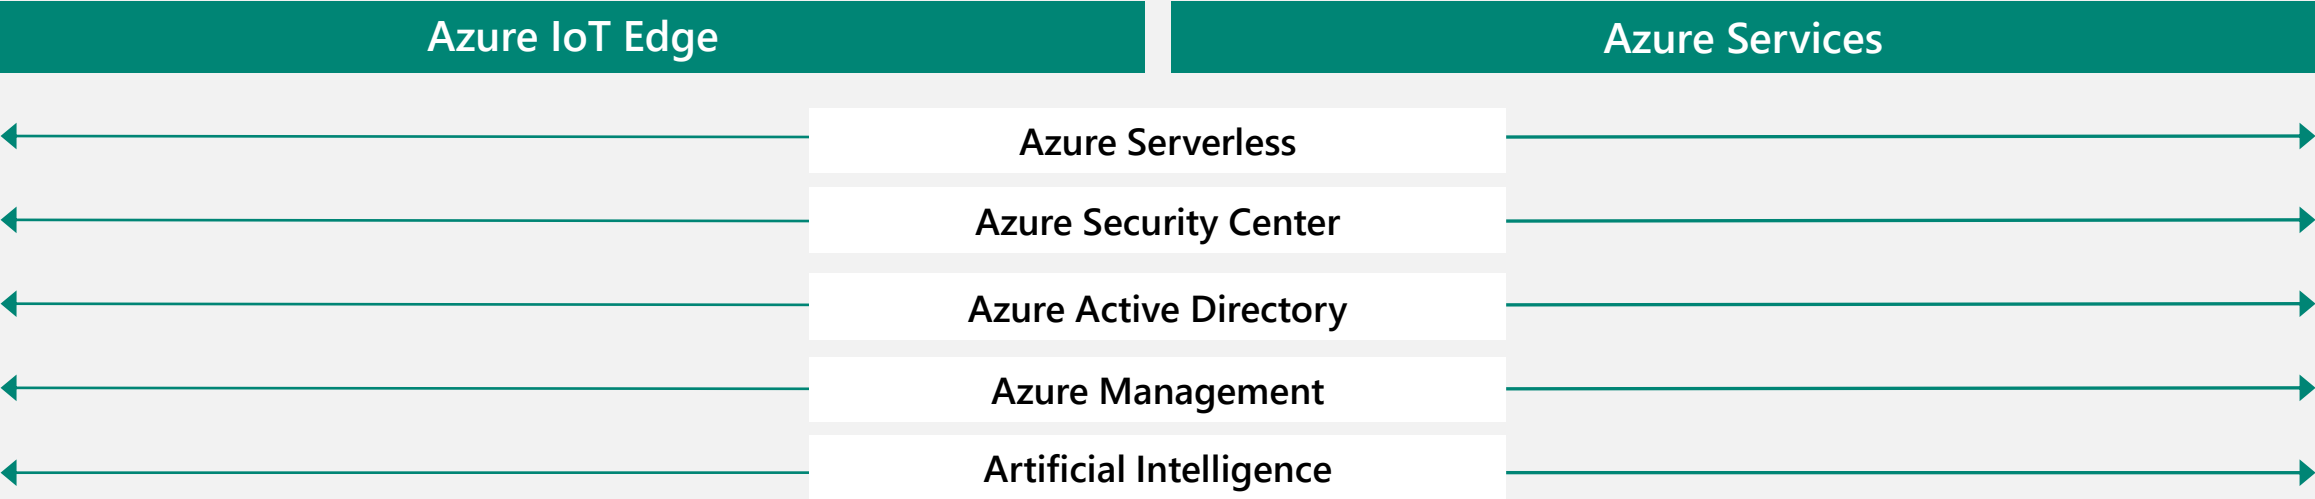 Azure IoT Edge
Azure Services
Azure Serverless
Azure Security Center
Azure Active Directory
Azure Management
Artificial Intelligence